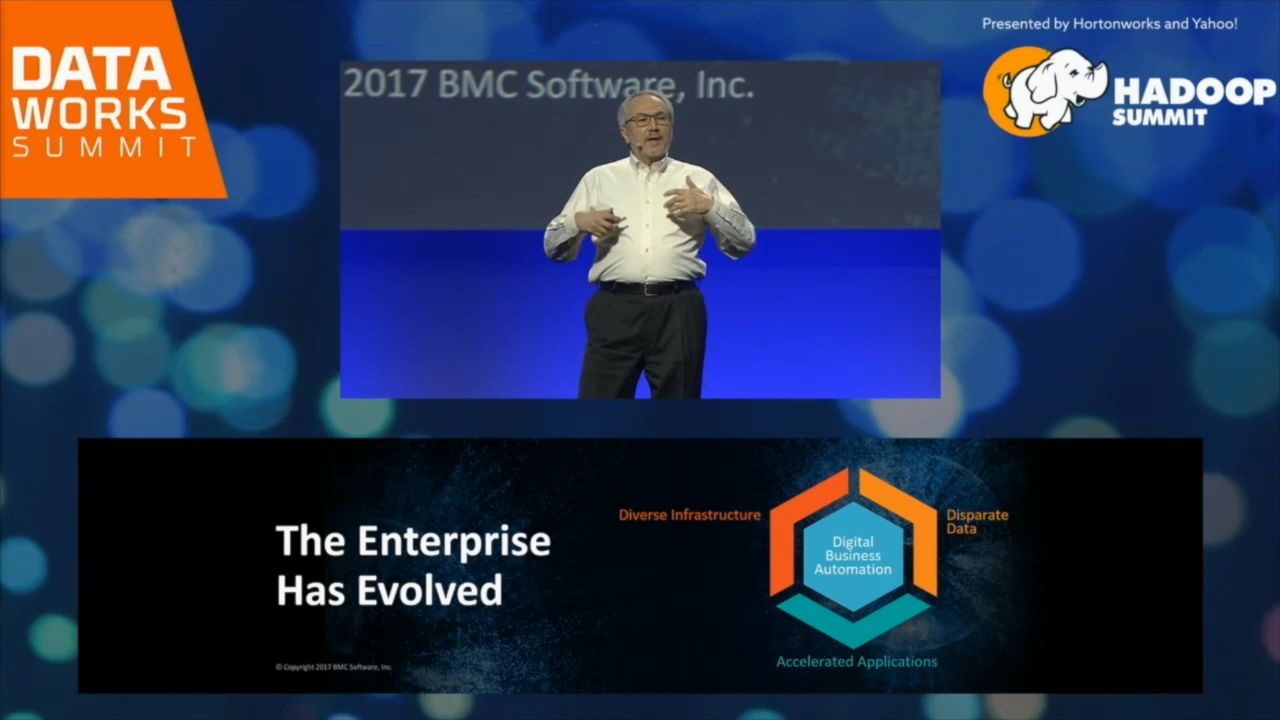 DATA
WORKS
SUMMIT
Presented by Hortonworks and Yahoo!
HADOOP
SUMMIT
2017 BMC Software, Inc.
The Enterprise
Has Evolved
© Copyright 2017 BMC Software, Inc.
Diverse Infrastructure
Disparate
Data
Digital
Business
Automation
Accelerated Applications